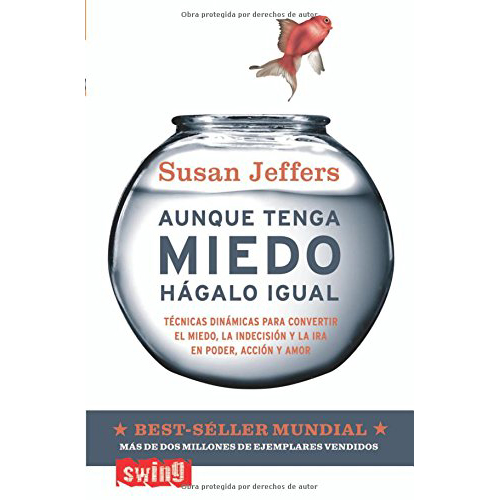 Obra protegida por derechos de autor
Susan Jeffers
AUNQUE TENGA
MIEDO
HÁGALO IGUAL
TÉCNICAS DINÁMICAS PARA CONVERTIR
EL MIEDO, LA INDECISIÓN Y LA IRA
EN PODER, ACCIÓN Y AMOR
★ BEST-SÉLLER MUNDIAL ★
MÁS DE DOS MILLONES DE EJEMPLARES VENDIDOS
swing
Obra protegida por derechos de autor